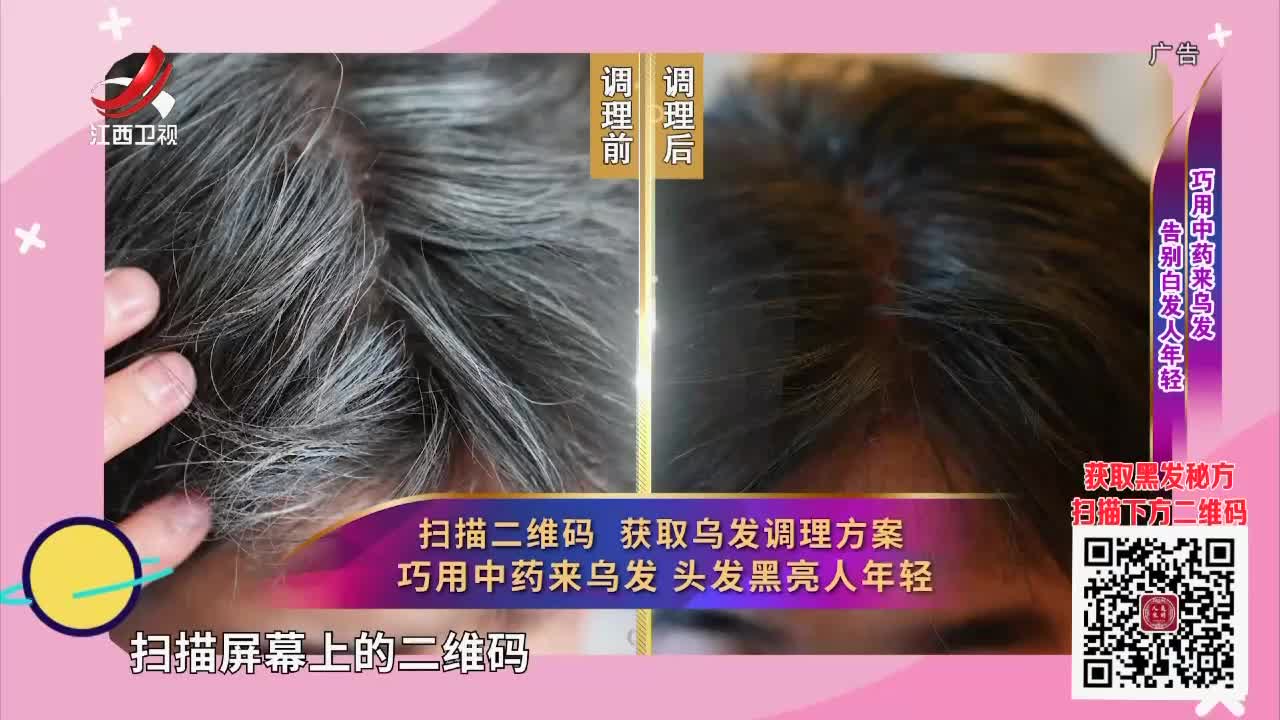 江西卫视
调理前
调理后
广告
巧用中药来乌发
告别白发人年轻
获取黑发秘方
扫描下方二维码
扫描二维码 获取乌发调理方案
巧用中药来乌发 头发黑亮人年轻
扫描屏幕上的二维码